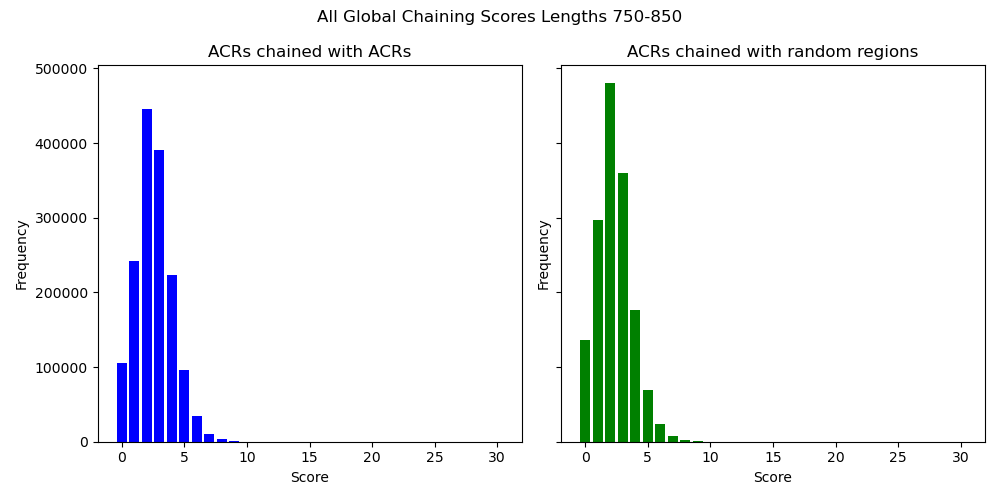 All Global Chaining Scores Lengths 750-850
ACRs chained with ACRs
ACRs chained with random regions
500000
400000
300000
200000
100000
0
Frequency
Frequency
0 5 10 15 20 25 30
0 5 10 15 20 25 30
Score
Score